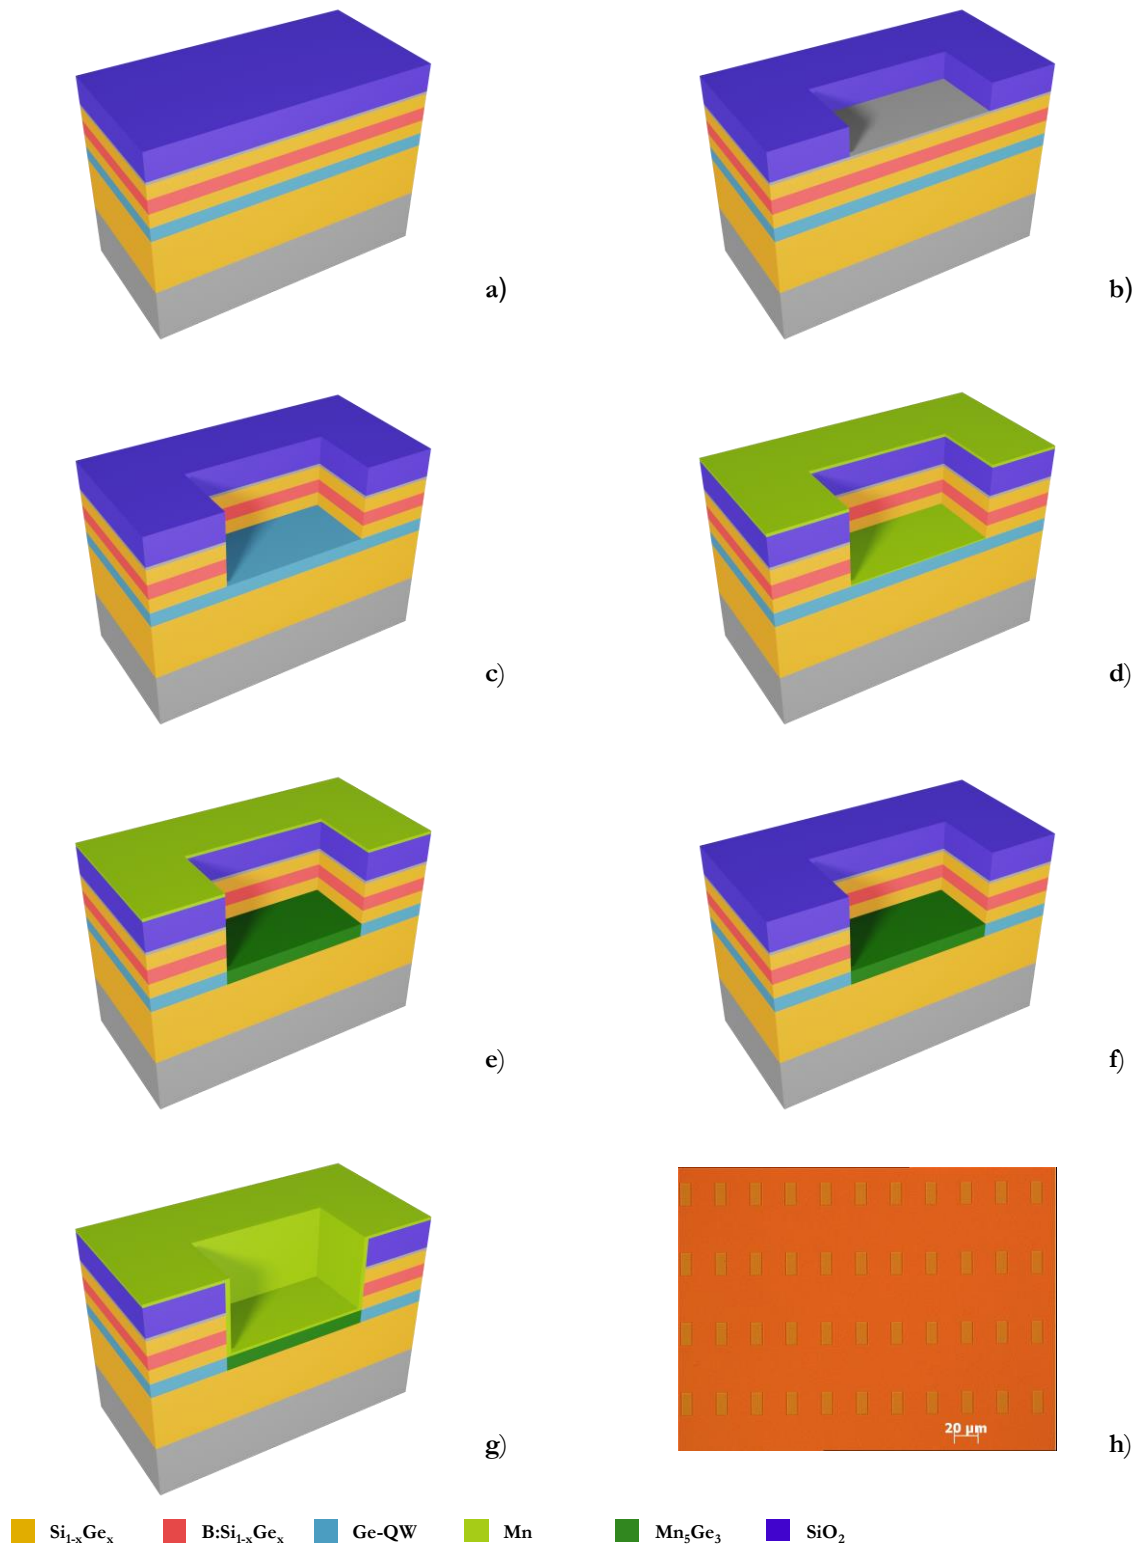 a)
b)
c)
d)
e)
f)
g)
20 µm
h)
Si₁₋ₓGeₓ B:Si₁₋ₓGeₓ Ge-QW Mn Mn₅Ge₃ SiO₂